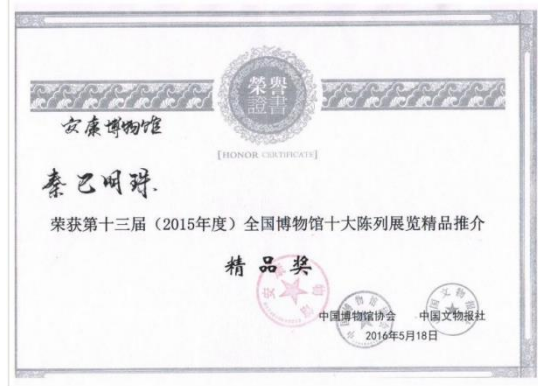 榮譽
證書
[HONOR CERTIFICATE]
安康博物馆
秦巴明珠
荣获第十三届（2015年度）全国博物馆十大陈列展览精品推介
精品奖
中国博物馆协会 中国文物报社
2016年5月18日